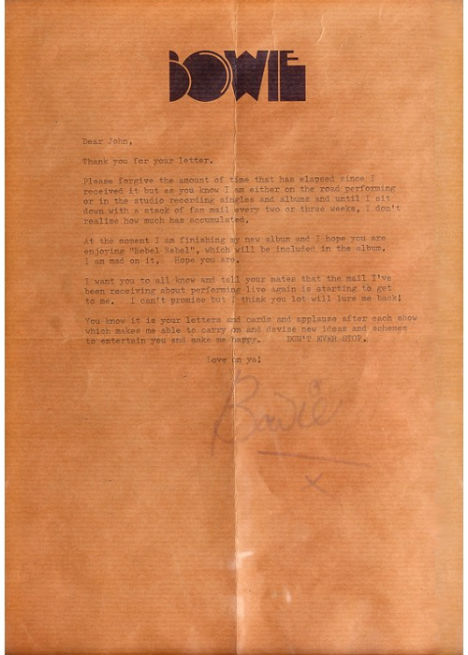 BOWIE
Dear John,
Thank you for your letter.
Please forgive the amount of time that has elapsed since I
received it but as you know I am either on the road performing
or in the studio recording singles and albums and until I sit
down with a stack of fan mail every two or three weeks, I don't
realise how much has accumulated.
At the moment I am finishing my new album and I hope you are
enjoying "Rebel Rebel", which will be included in the album.
I am mad on it. Hope you are.
I want you to all know and tell your mates that the mail I've
been receiving about performing live again is starting to get
to me. I can't promise but I think you lot will lure me back!
You know it is your letters and cards and applause after each show
which makes me able to carry on and devise new ideas and schemes
to entertain you and make me happy. DON'T EVER STOP.
Love on ya!
Bowie
x